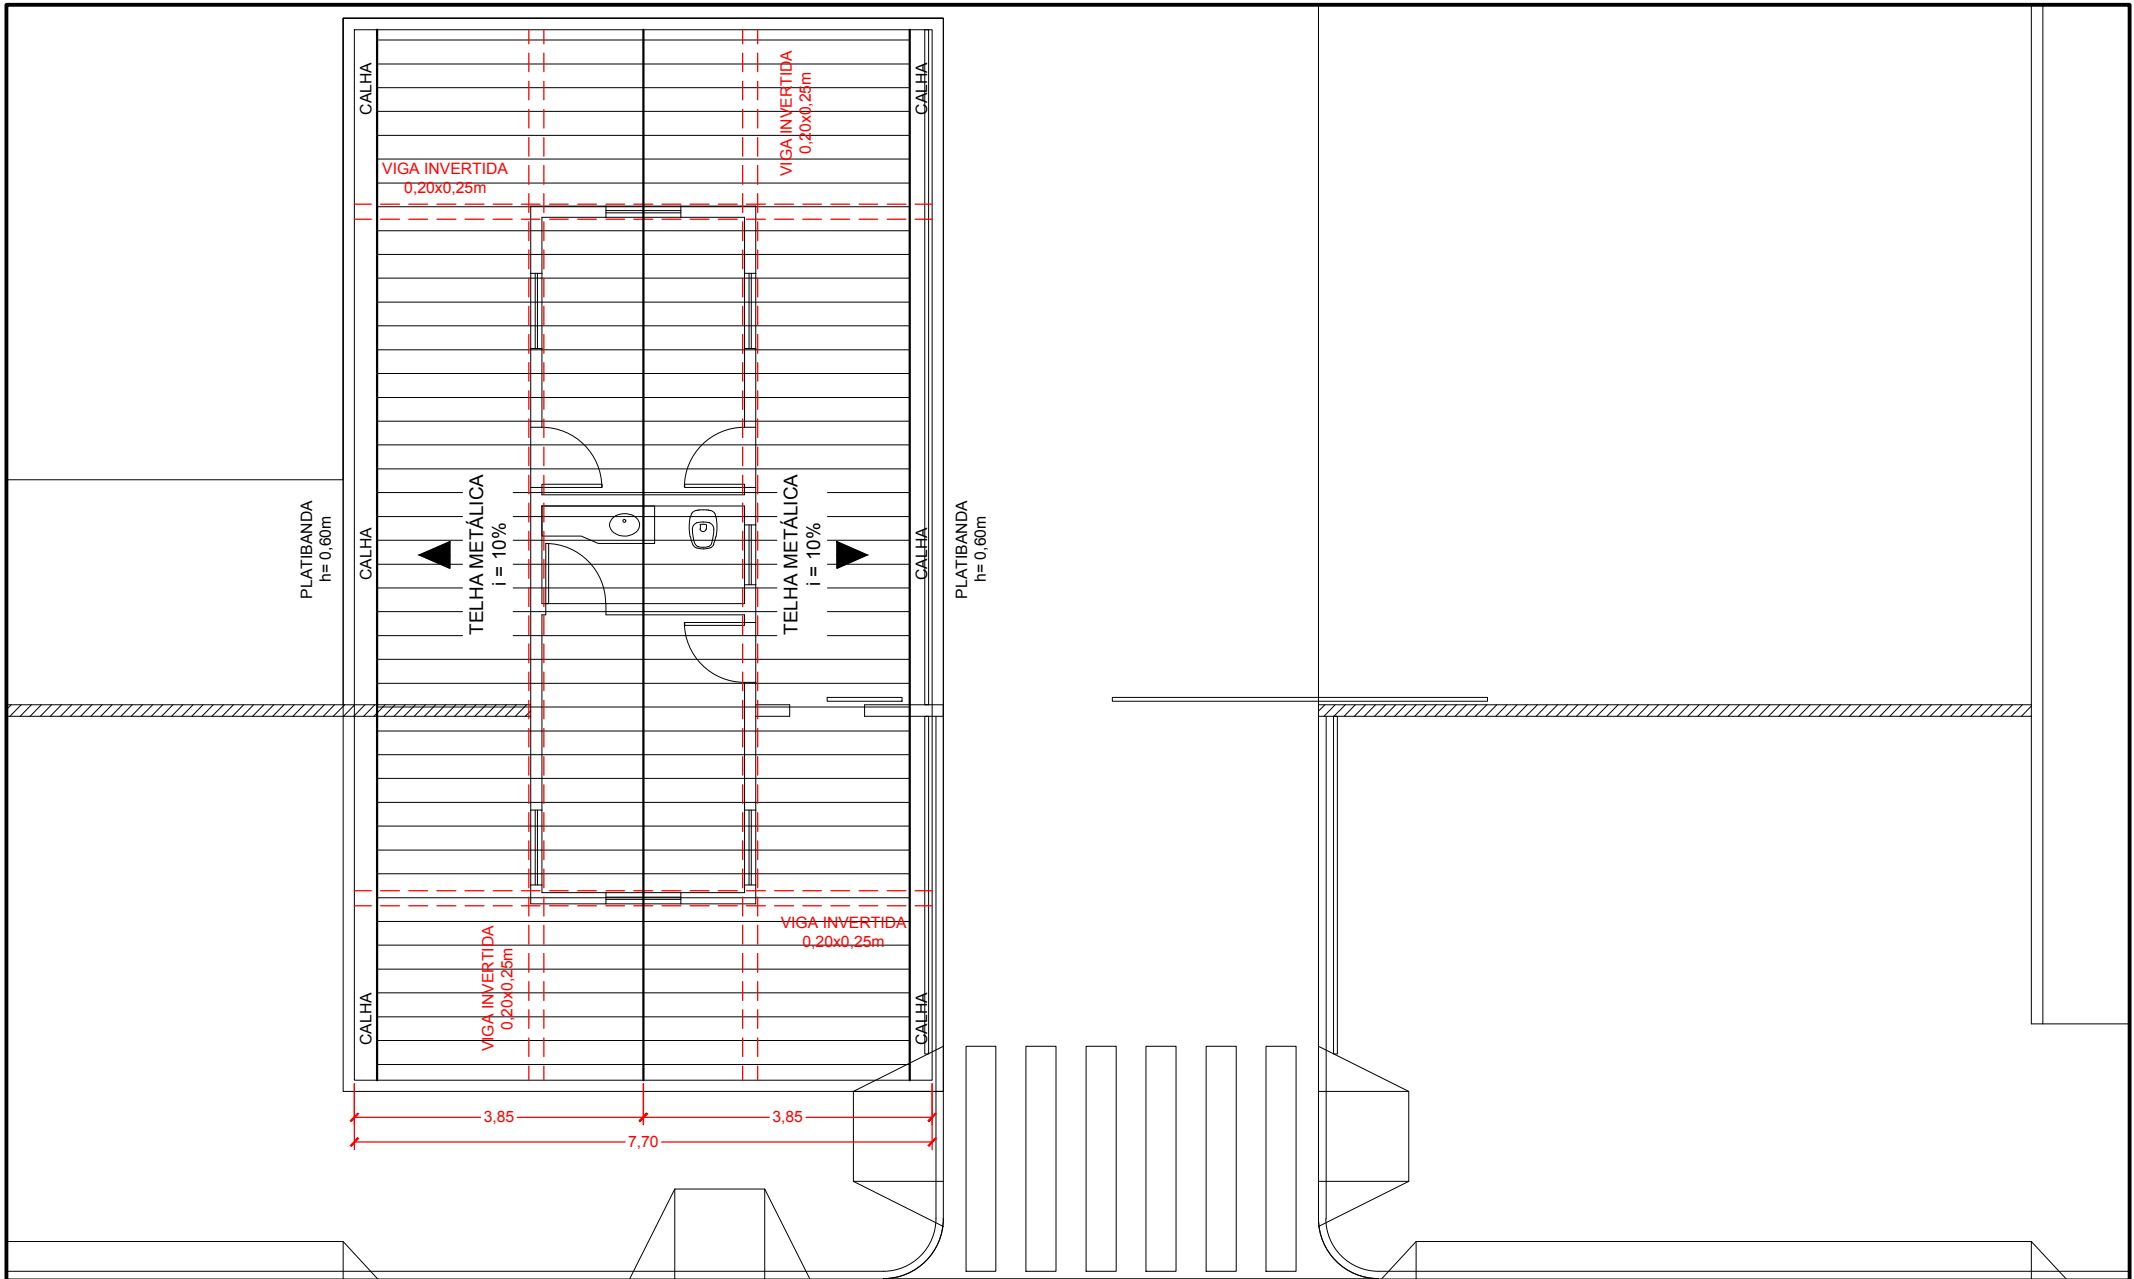 CALHA
CALHA
VIGA INVERTIDA
0,20x0,25m
VIGA INVERTIDA
0,20x0,25m
PLATIBANDA
h= 0,60m
CALHA
TELHA METÁLICA
i = 10%
TELHA METÁLICA
i = 10%
CALHA
PLATIBANDA
h= 0,60m
VIGA INVERTIDA
0,20x0,25m
VIGA INVERTIDA
0,20x0,25m
CALHA
CALHA
3,85
3,85
7,70